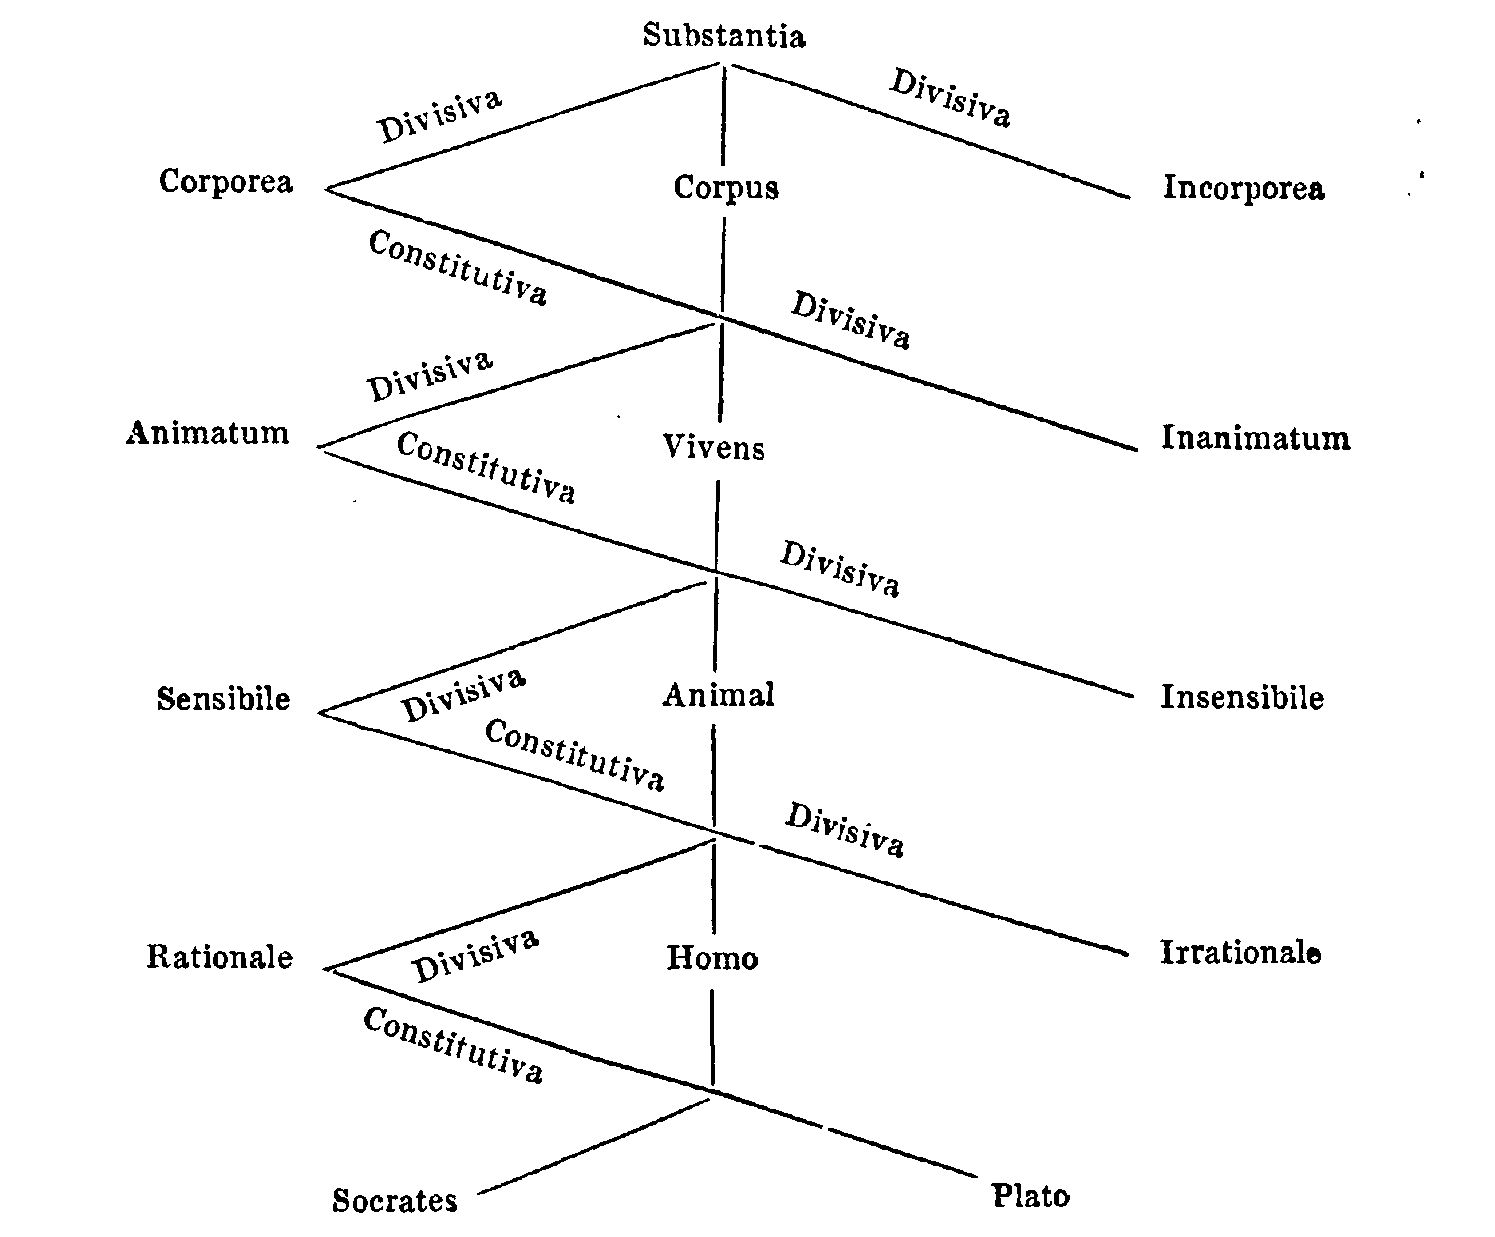 Substantia
Divisiva
Divisiva
Corporea
Corpus
Incorporea
Constitutiva
Divisiva
Divisiva
Animatum
Vivens
Inanimatum
Constitutiva
Divisiva
Divisiva
Sensibile
Animal
Insensibile
Constitutiva
Divisiva
Divisiva
Rationale
Homo
Irrationale
Constitutiva
Socrates
Plato